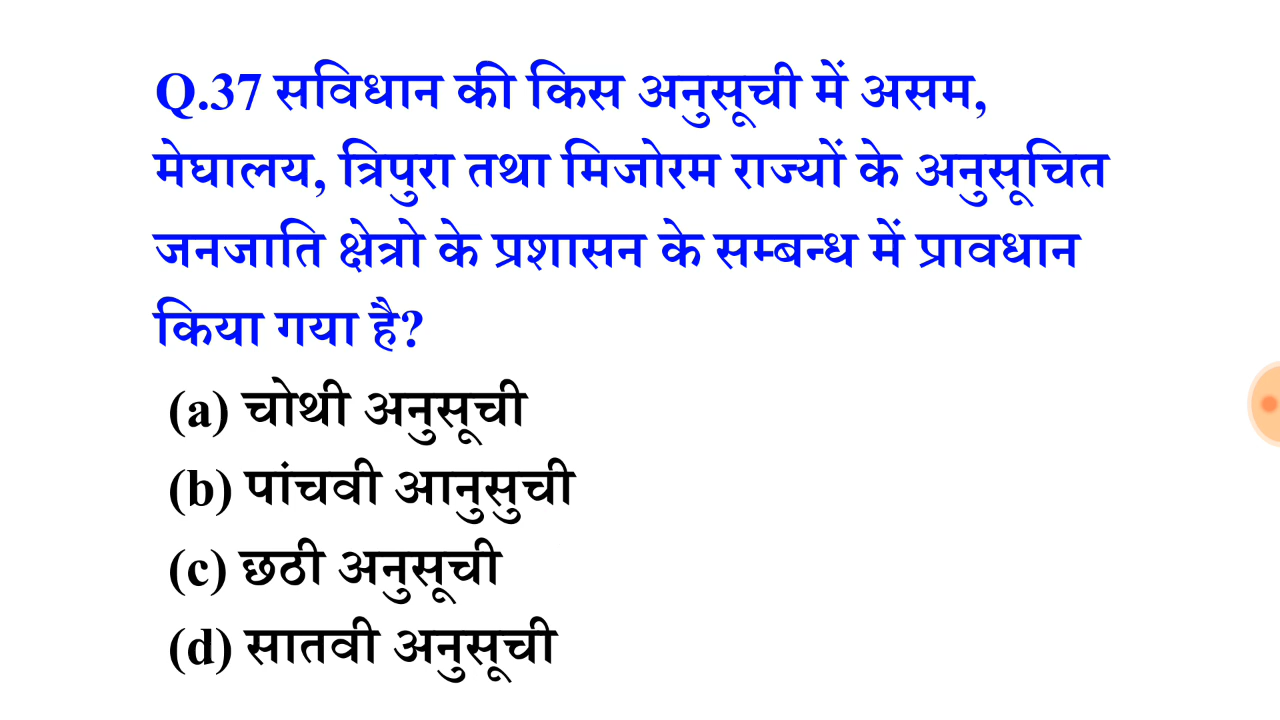 Q.37 सविधान की किस अनुसूची में असम,
मेघालय, त्रिपुरा तथा मिजोरम राज्यों के अनुसूचित
जनजाति क्षेत्रो के प्रशासन के सम्बन्ध में प्रावधान
किया गया है?
(a) चोथी अनुसूची
(b) पांचवी आनुसुची
(c) छठी अनुसूची
(d) सातवी अनुसूची